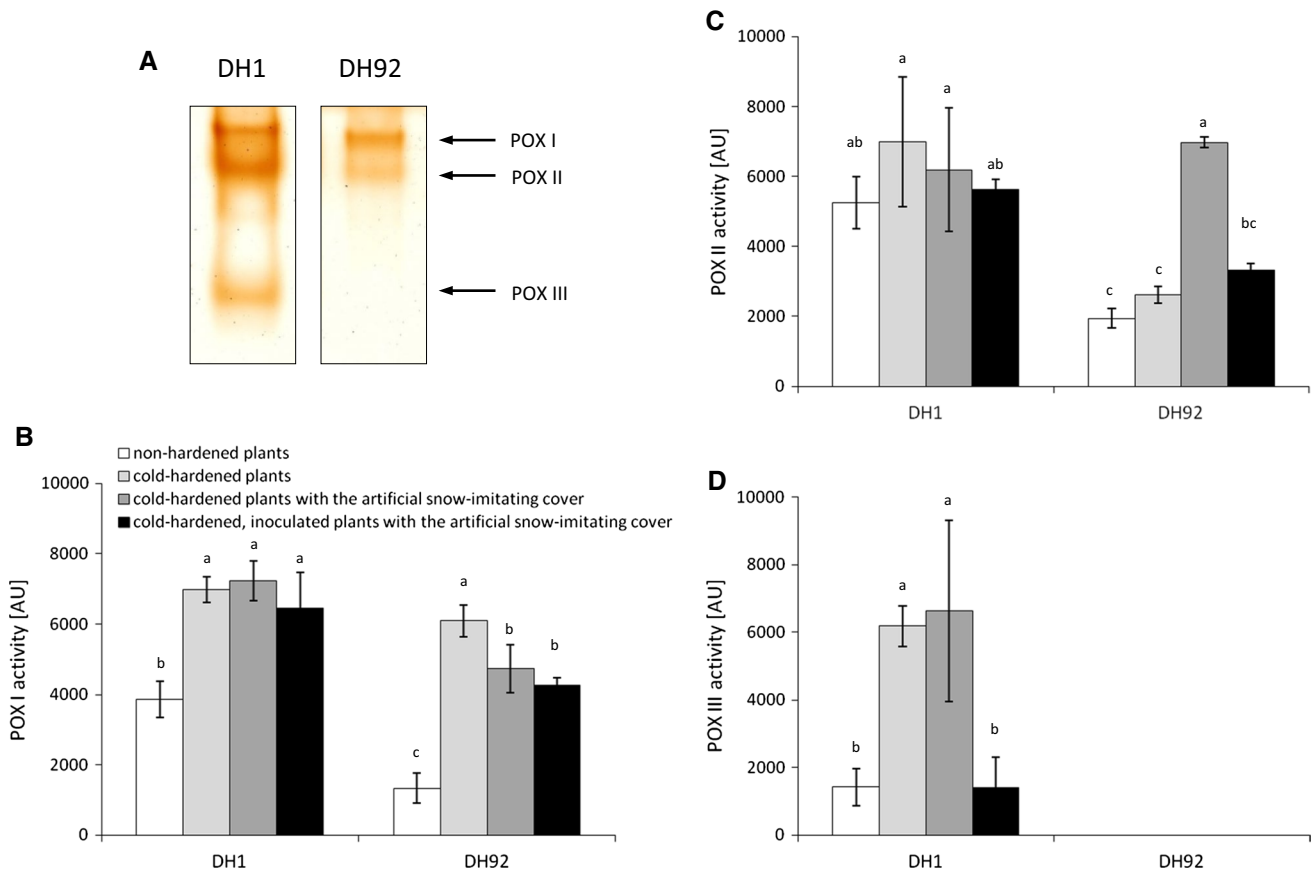 A
DH1
DH92
POX I
POX II
POX III
B
non-hardened plants
cold-hardened plants
cold-hardened plants with the artificial snow-imitating cover
cold-hardened, inoculated plants with the artificial snow-imitating cover
POX I activity [AU]
10000
8000
6000
4000
2000
0
b
a
a
a
c
a
b
b
DH1
DH92
C
POX II activity [AU]
10000
8000
6000
4000
2000
0
ab
a
a
ab
c
c
a
bc
DH1
DH92
D
POX III activity [AU]
10000
8000
6000
4000
2000
0
b
a
a
b
DH1
DH92